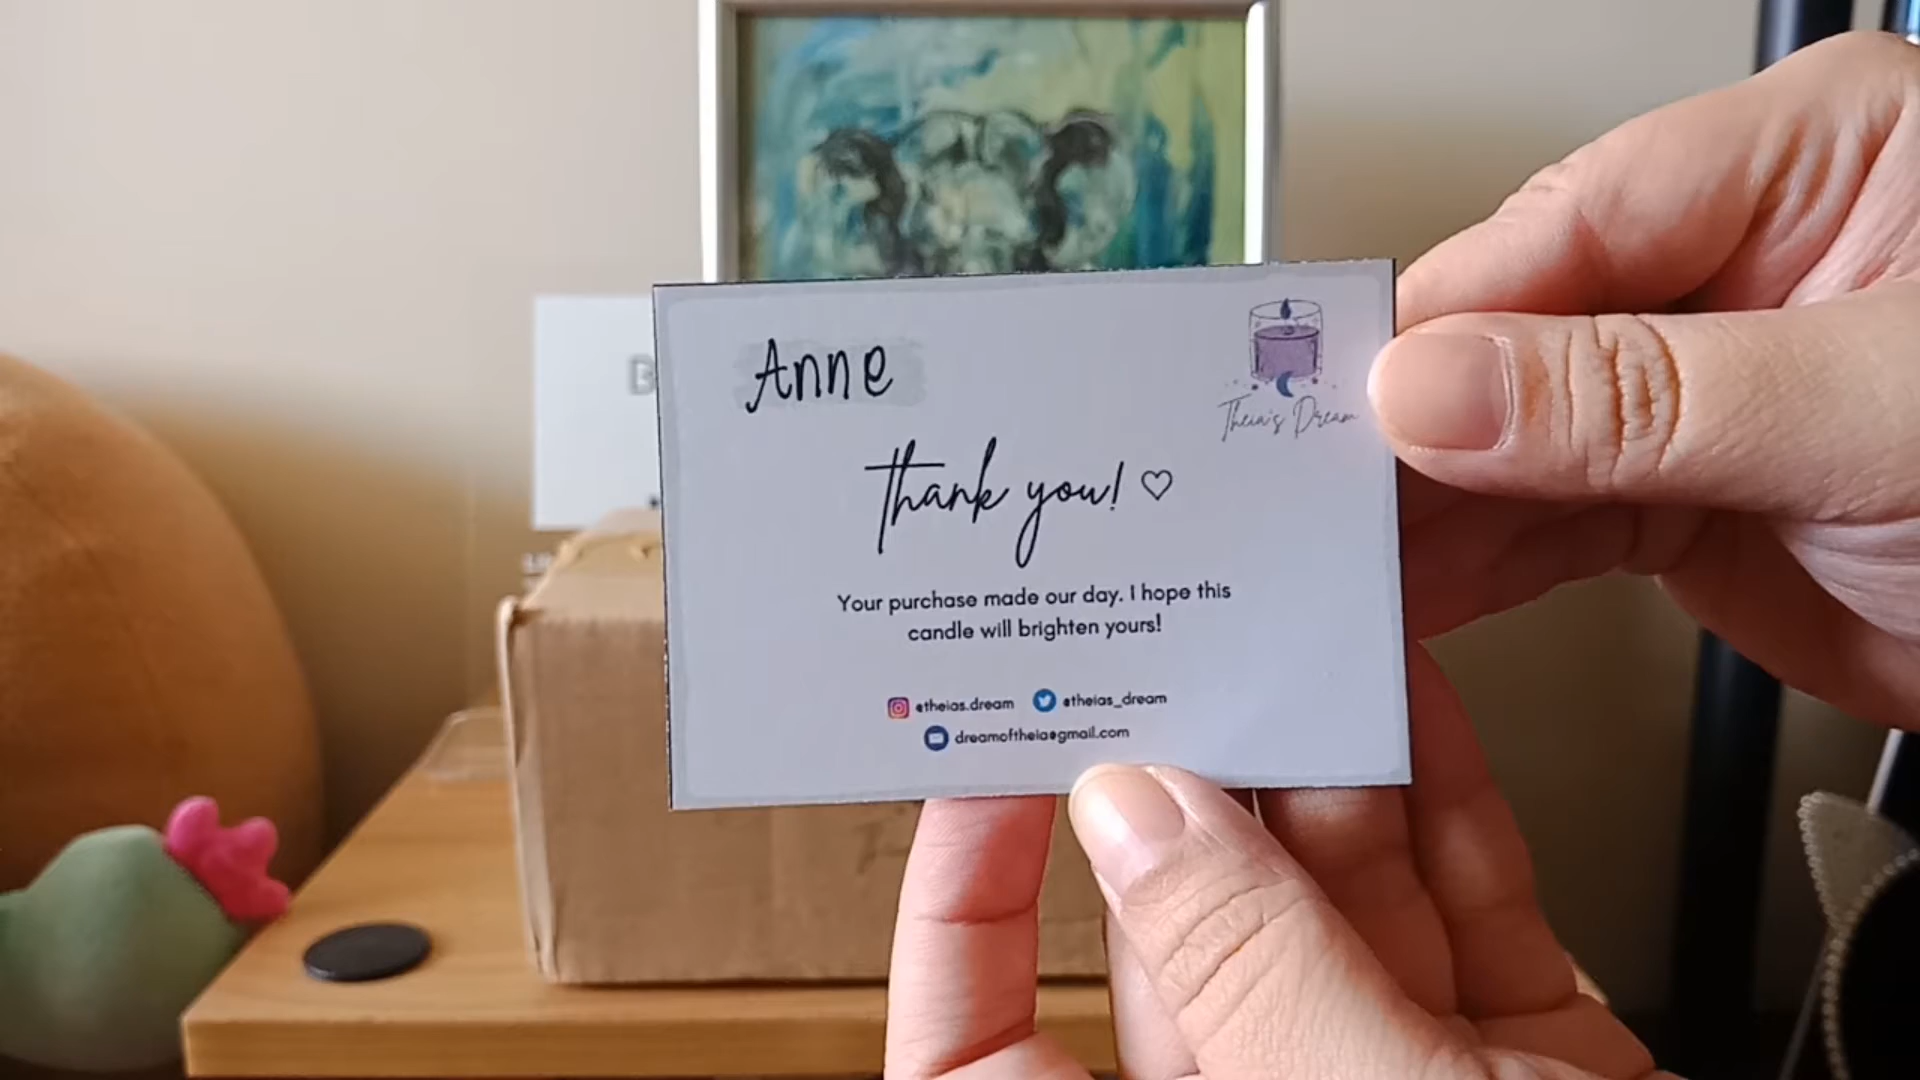 Anne
Theia's Dream
Thank you! ♡
Your purchase made our day. I hope this
candle will brighten yours!
@theias.dream @theias_dream
dreamoftheia@gmail.com